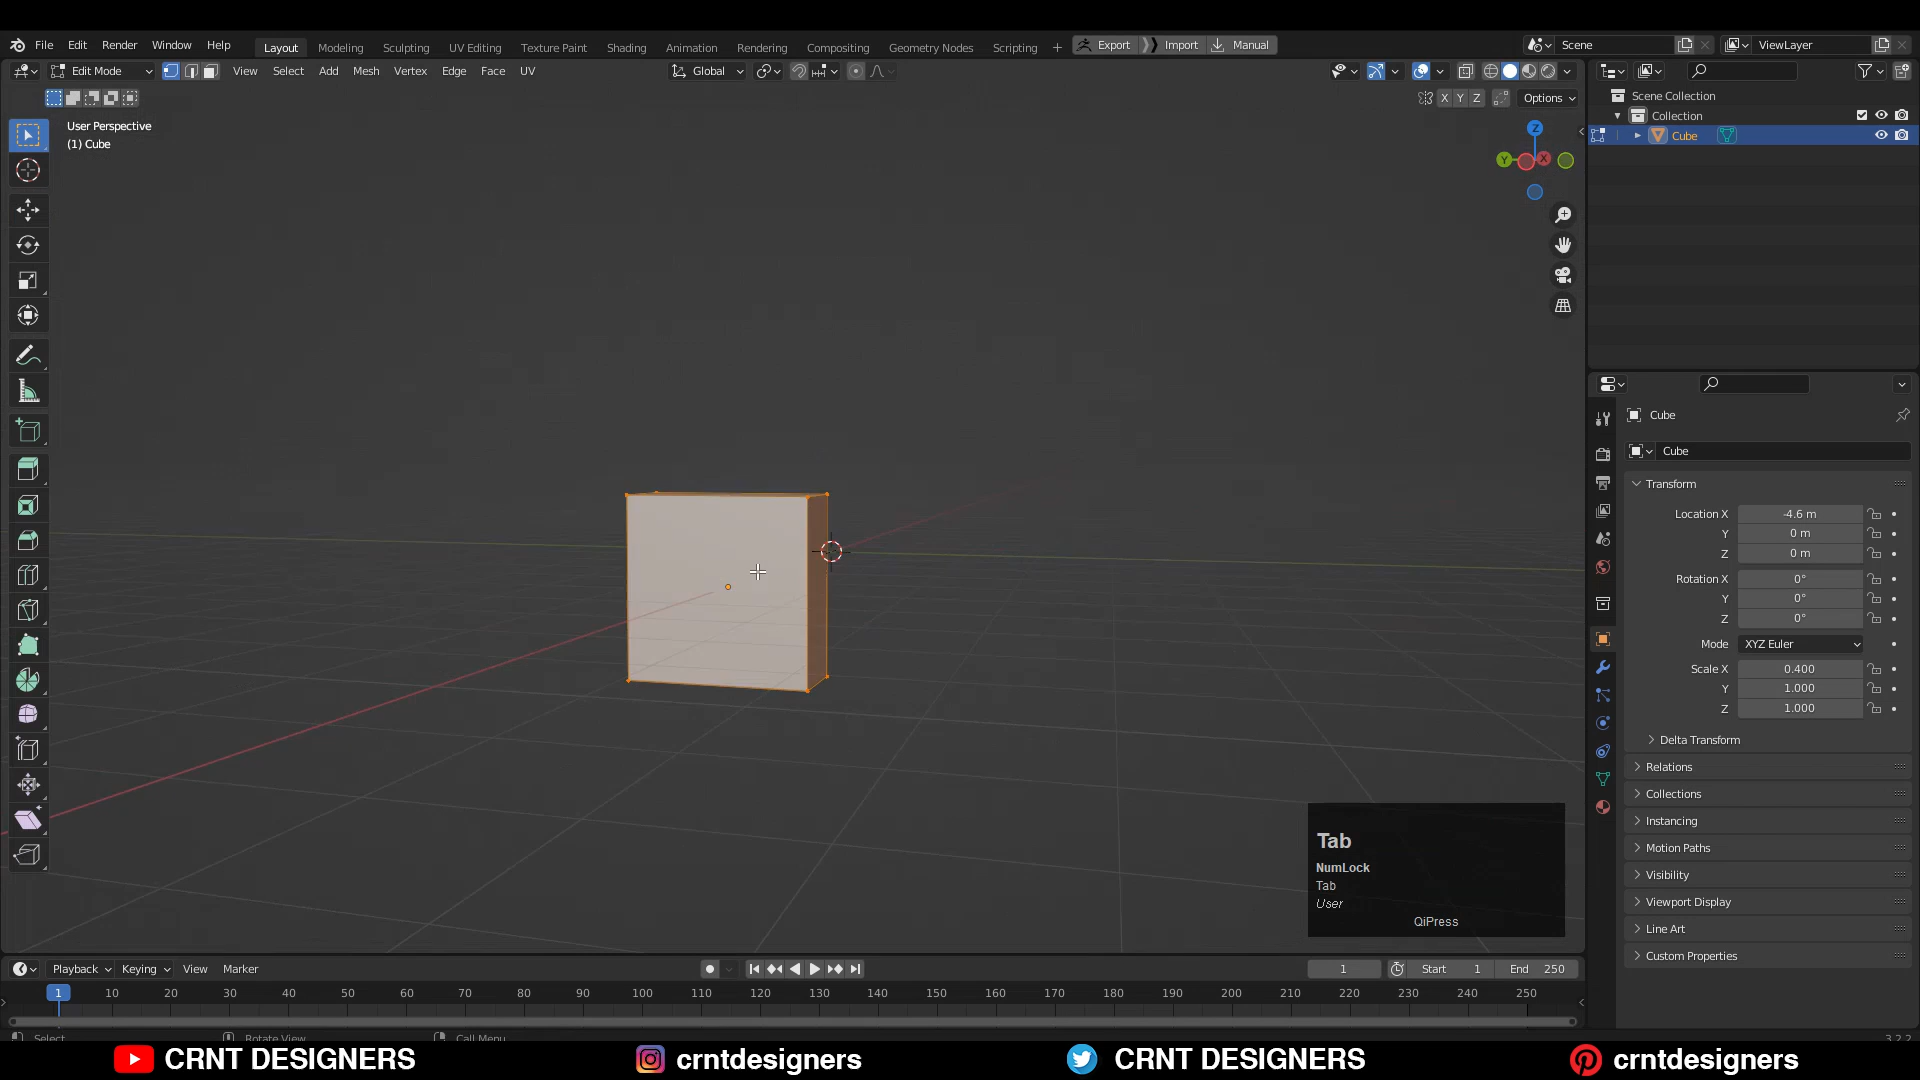 File Edit Render Window Help Layout Modeling Sculpting UV Editing Texture Paint Shading Animation Rendering Compositing Geometry Nodes Scripting + Export Import Manual Scene ViewLayer
Edit Mode View Select Add Mesh Vertex Edge Face UV Global
X Y Z Options
User Perspective
(1) Cube
Z
Y X
Scene Collection
Collection
Cube
Cube
Cube
Transform
Location X -4.6 m
Y 0 m
Z 0 m
Rotation X 0°
Y 0°
Z 0°
Mode XYZ Euler
Scale X 0.400
Y 1.000
Z 1.000
Delta Transform
Relations
Collections
Instancing
Motion Paths
Visibility
Viewport Display
Line Art
Custom Properties
Tab
NumLock
Tab
User
QiPress
Playback Keying View Marker 1 Start 1 End 250
1 10 20 30 40 50 60 70 80 90 100 110 120 130 140 150 160 170 180 190 200 210 220 230 240 250
Select Rotate View Call Menu 3.2.2
CRNT DESIGNERS crntdesigners CRNT DESIGNERS crntdesigners